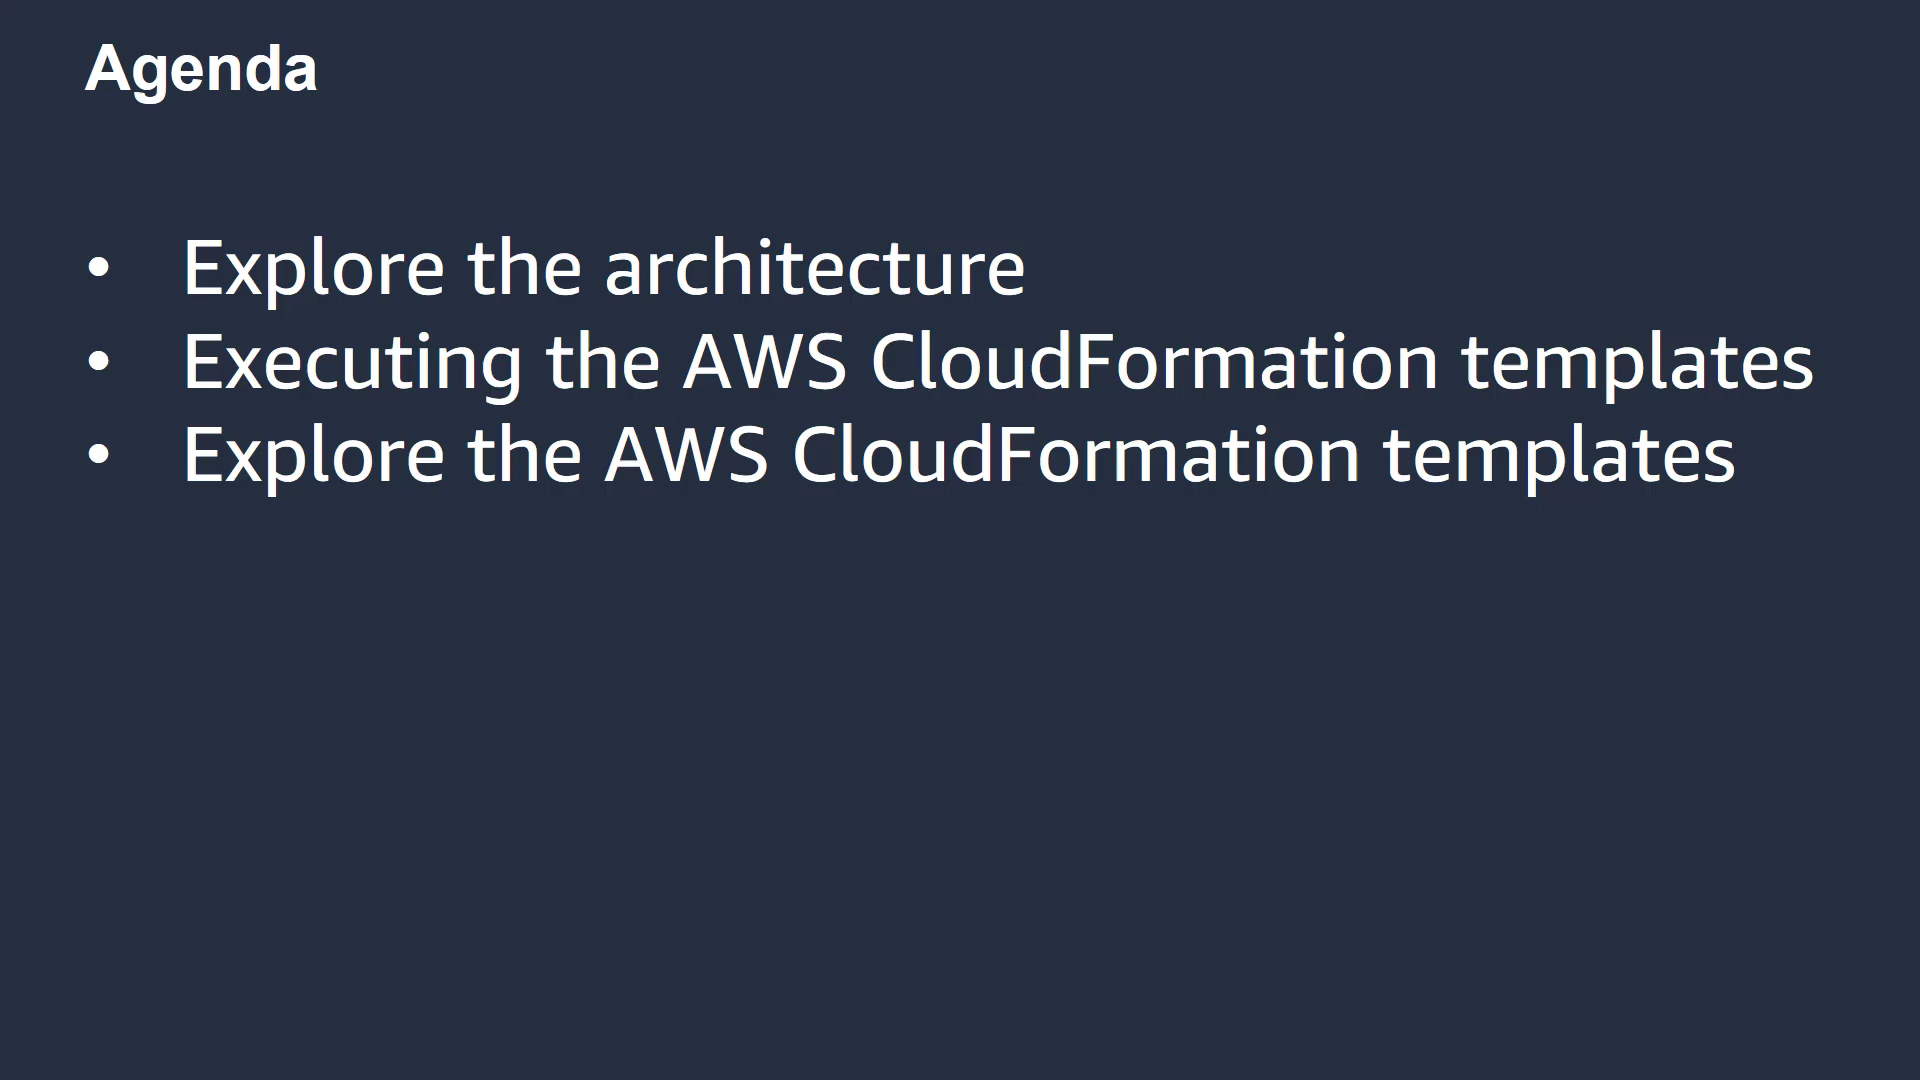 Agenda
• Explore the architecture
• Executing the AWS CloudFormation templates
• Explore the AWS CloudFormation templates